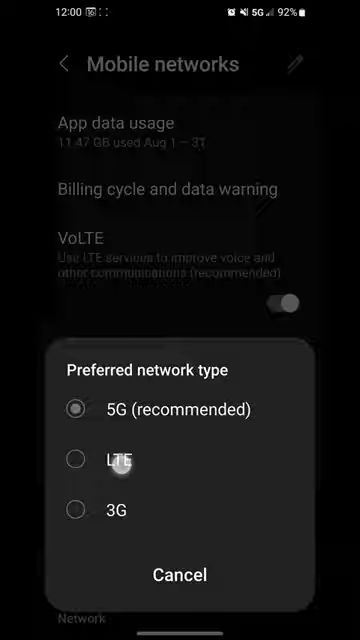 12:00
5G 92%
Mobile networks
App data usage
11.47 GB used Aug 1 – 31
Billing cycle and data warning
VoLTE
Use LTE services to improve voice and
other communications (recommended)
Preferred network type
5G (recommended)
LTE
3G
Cancel
Network